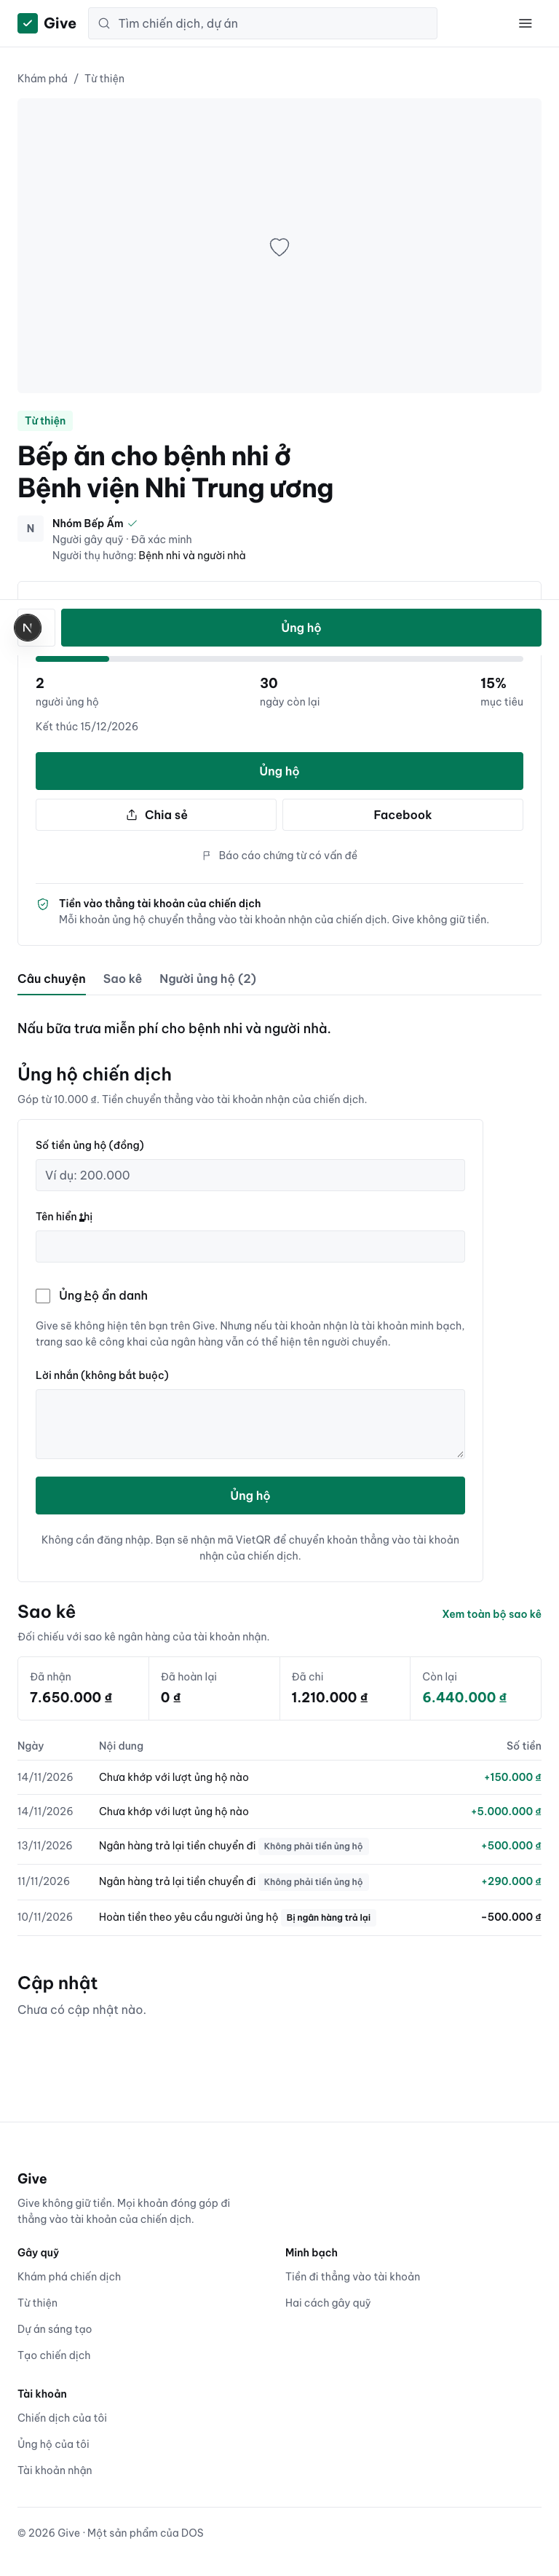 Give
Tìm chiến dịch, dự án
Khám phá / Từ thiện
Từ thiện
Bếp ăn cho bệnh nhi ở
Bệnh viện Nhi Trung ương
N
Nhóm Bếp Ấm
Người gây quỹ · Đã xác minh
Người thụ hưởng: Bệnh nhi và người nhà
N
Ủng hộ
2
người ủng hộ
30
ngày còn lại
15%
mục tiêu
Kết thúc 15/12/2026
Ủng hộ
Chia sẻ
Facebook
Báo cáo chứng từ có vấn đề
Tiền vào thẳng tài khoản của chiến dịch
Mỗi khoản ủng hộ chuyển thẳng vào tài khoản nhận của chiến dịch. Give không giữ tiền.
Câu chuyện
Sao kê
Người ủng hộ (2)
Nấu bữa trưa miễn phí cho bệnh nhi và người nhà.
Ủng hộ chiến dịch
Góp từ 10.000 ₫. Tiền chuyển thẳng vào tài khoản nhận của chiến dịch.
Số tiền ủng hộ (đồng)
Ví dụ: 200.000
Tên hiển thị
Ủng hộ ẩn danh
Give sẽ không hiện tên bạn trên Give. Nhưng nếu tài khoản nhận là tài khoản minh bạch,
trang sao kê công khai của ngân hàng vẫn có thể hiện tên người chuyển.
Lời nhắn (không bắt buộc)
Ủng hộ
Không cần đăng nhập. Bạn sẽ nhận mã VietQR để chuyển khoản thẳng vào tài khoản
nhận của chiến dịch.
Sao kê
Xem toàn bộ sao kê
Đối chiếu với sao kê ngân hàng của tài khoản nhận.
Đã nhận
7.650.000 ₫
Đã hoàn lại
0 ₫
Đã chi
1.210.000 ₫
Còn lại
6.440.000 ₫
Ngày Nội dung Số tiền
14/11/2026 Chưa khớp với lượt ủng hộ nào +150.000 ₫
14/11/2026 Chưa khớp với lượt ủng hộ nào +5.000.000 ₫
13/11/2026 Ngân hàng trả lại tiền chuyển đi Không phải tiền ủng hộ +500.000 ₫
11/11/2026 Ngân hàng trả lại tiền chuyển đi Không phải tiền ủng hộ +290.000 ₫
10/11/2026 Hoàn tiền theo yêu cầu người ủng hộ Bị ngân hàng trả lại −500.000 ₫
Cập nhật
Chưa có cập nhật nào.
Give
Give không giữ tiền. Mọi khoản đóng góp đi
thẳng vào tài khoản của chiến dịch.
Gây quỹ
Khám phá chiến dịch
Từ thiện
Dự án sáng tạo
Tạo chiến dịch
Minh bạch
Tiền đi thẳng vào tài khoản
Hai cách gây quỹ
Tài khoản
Chiến dịch của tôi
Ủng hộ của tôi
Tài khoản nhận
© 2026 Give · Một sản phẩm của DOS